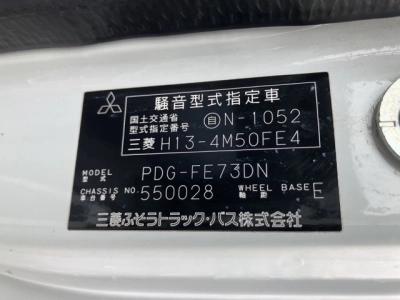 騒音型式指定車
国土交通省
型式指定番号 自 N-1052
三菱 H13-4M50FE4
MODEL
型式 PDG-FE73DN
CHASSIS NO.
車台番号 550028 WHEEL BASE
軸距 E
三菱ふそうトラック・バス株式会社